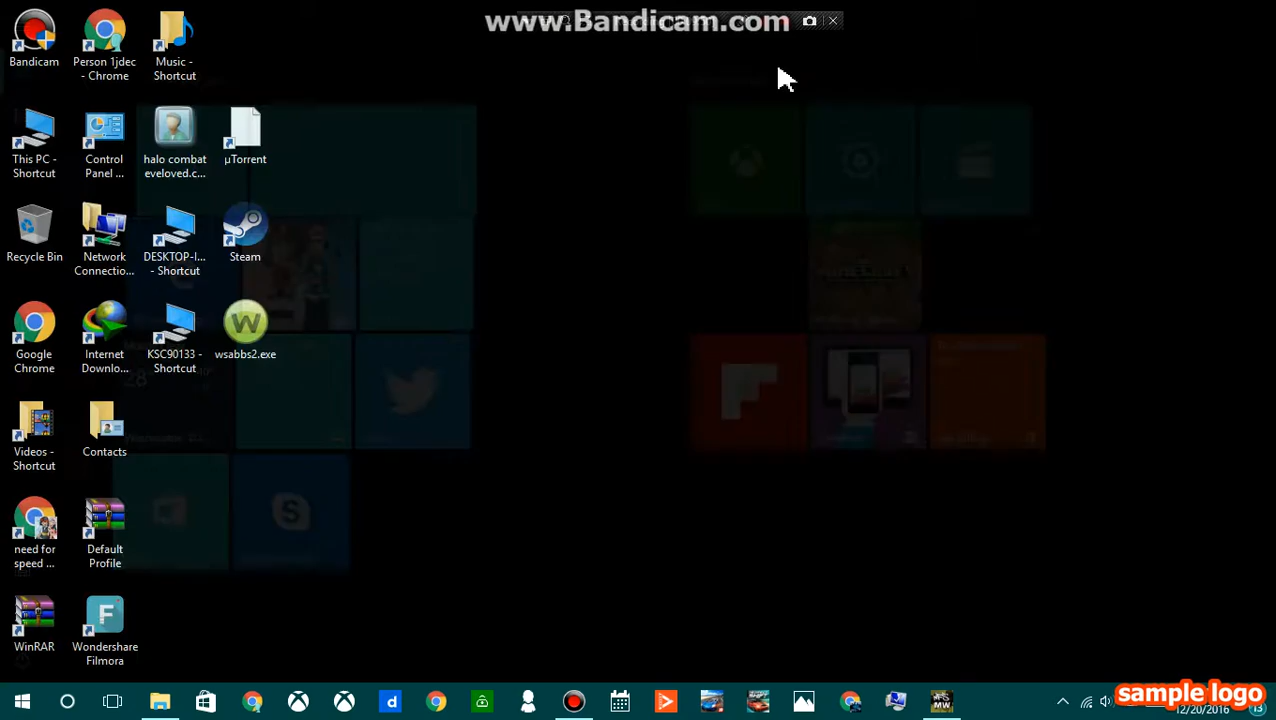 www.Bandicam.com
Bandicam
Person 1jdec
- Chrome
Music -
Shortcut
This PC -
Shortcut
Control
Panel ...
halo combat
eveloved.c...
µTorrent
Recycle Bin
Network
Connectio...
DESKTOP-I...
- Shortcut
Steam
Google
Chrome
Internet
Downlo...
KSC90133 -
Shortcut
wsabbs2.exe
Videos -
Shortcut
Contacts
need for
speed ...
Default
Profile
WinRAR
Wondershare
Filmora
sample logo
12/20/2016